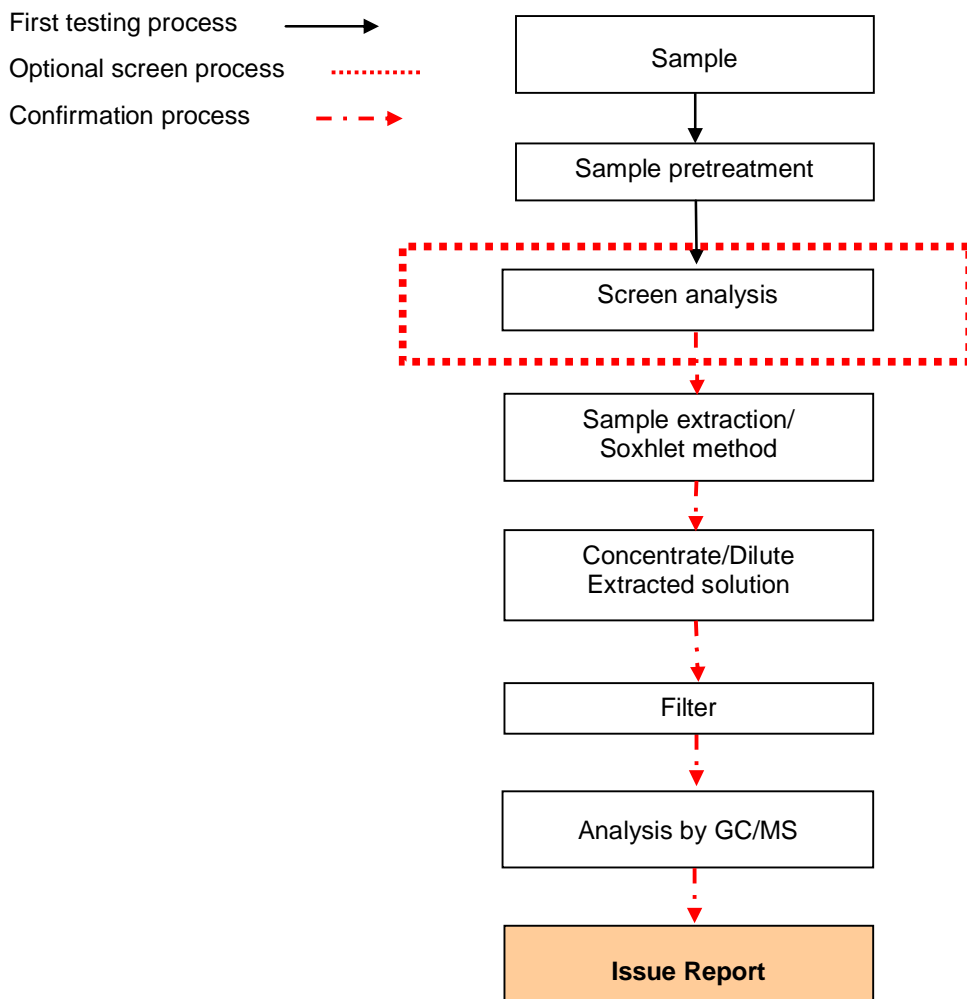 First testing process
Optional screen process
Confirmation process
Sample
Sample pretreatment
Screen analysis
Sample extraction/
Soxhlet method
Concentrate/Dilute
Extracted solution
Filter
Analysis by GC/MS
Issue Report